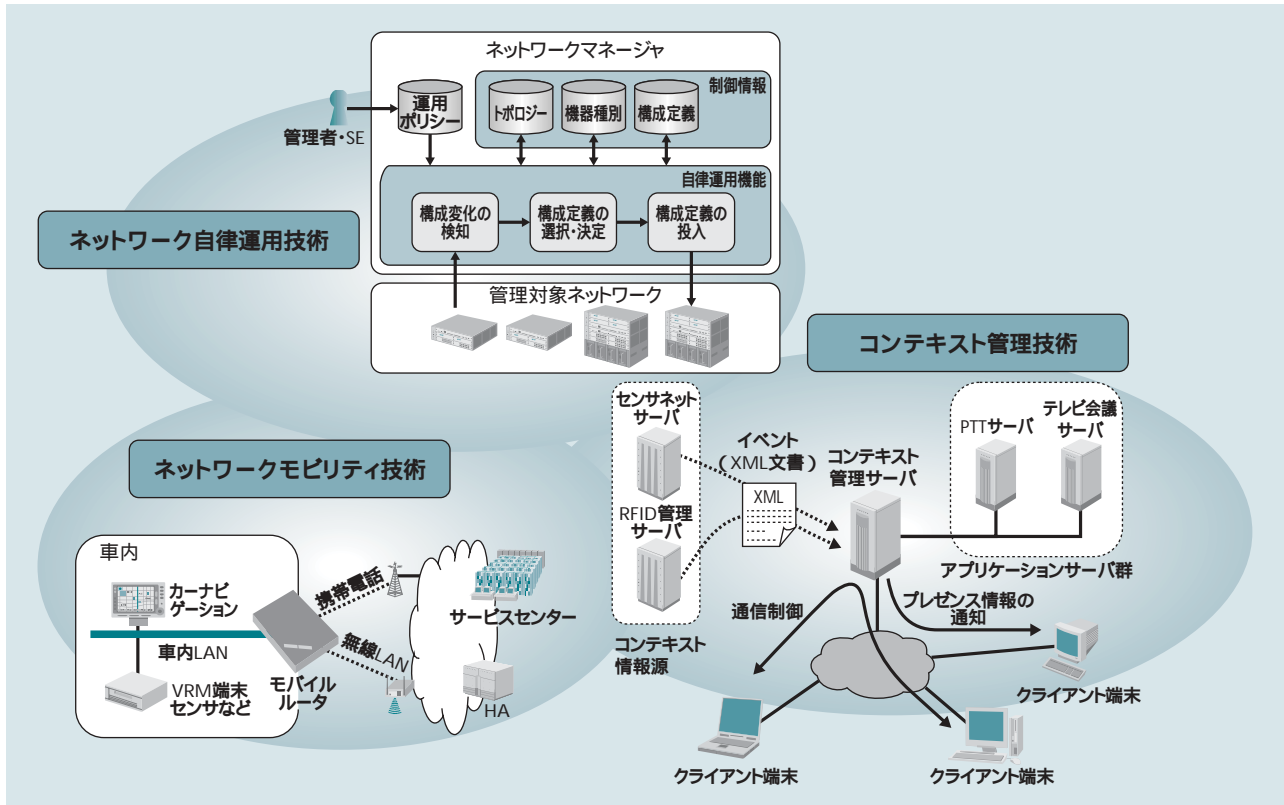 ネットワークマネージャ
制御情報
運用
ポリシー
トポロジー
機器種別
構成定義
管理者・SE
自律運用機能
構成変化の
検知
構成定義の
選択・決定
構成定義の
投入
ネットワーク自律運用技術
管理対象ネットワーク
コンテキスト管理技術
センサネット
サーバ
RFID管理
サーバ
コンテキスト
情報源
イベント
(XML文書)
XML
コンテキスト
管理サーバ
PTTサーバ
テレビ会議
サーバ
アプリケーションサーバ群
通信制御
プレゼンス情報の
通知
クライアント端末
クライアント端末
クライアント端末
ネットワークモビリティ技術
車内
カーナビ
ゲーション
車内LAN
VRM端末
センサなど
モバイル
ルータ
携帯電話
無線LAN
サービスセンター
HA